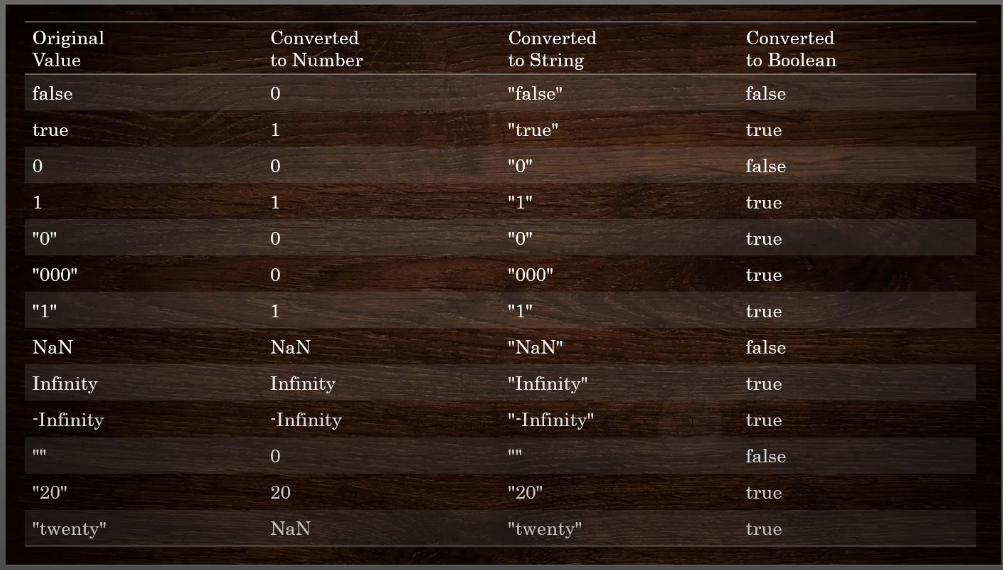 Original Converted Converted Converted
Value to Number to String to Boolean
false 0 "false" false
true 1 "true" true
0 0 "0" false
1 1 "1" true
"0" 0 "0" true
"000" 0 "000" true
"1" 1 "1" true
NaN NaN "NaN" false
Infinity Infinity "Infinity" true
-Infinity -Infinity "-Infinity" true
"" 0 "" false
"20" 20 "20" true
"twenty" NaN "twenty" true